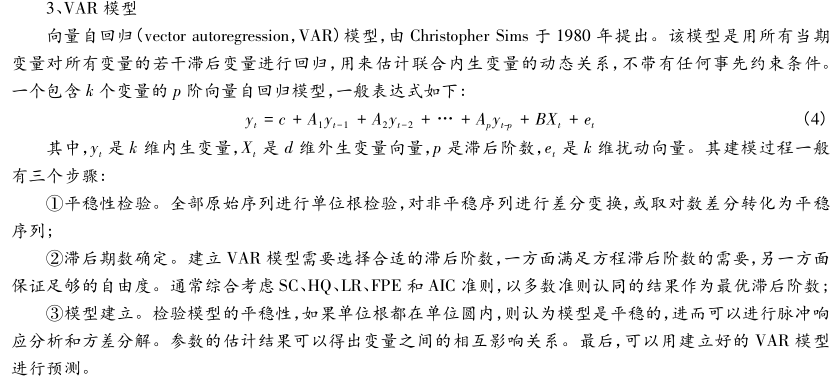 3、VAR 模型
向量自回归(vector autoregression,VAR)模型,由 Christopher Sims 于 1980 年提出。该模型是用所有当期
变量对所有变量的若干滞后变量进行回归,用来估计联合内生变量的动态关系,不带有任何事先约束条件。
一个包含 k 个变量的 p 阶向量自回归模型,一般表达式如下:
y_t = c + A_1y_{t-1} + A_2y_{t-2} + ⋯ + A_py_{t-p} + BX_t + e_t (4)
其中,y_t 是 k 维内生变量,X_t 是 d 维外生变量向量,p 是滞后阶数,e_t 是 k 维扰动向量。其建模过程一般
有三个步骤:
①平稳性检验。全部原始序列进行单位根检验,对非平稳序列进行差分变换,或取对数差分转化为平稳
序列;
②滞后期数确定。建立 VAR 模型需要选择合适的滞后阶数,一方面满足方程滞后阶数的需要,另一方面
保证足够的自由度。通常综合考虑 SC、HQ、LR、FPE 和 AIC 准则,以多数准则认同的结果作为最优滞后阶数;
③模型建立。检验模型的平稳性,如果单位根都在单位圆内,则认为模型是平稳的,进而可以进行脉冲响
应分析和方差分解。参数的估计结果可以得出变量之间的相互影响关系。最后,可以用建立好的 VAR 模型
进行预测。